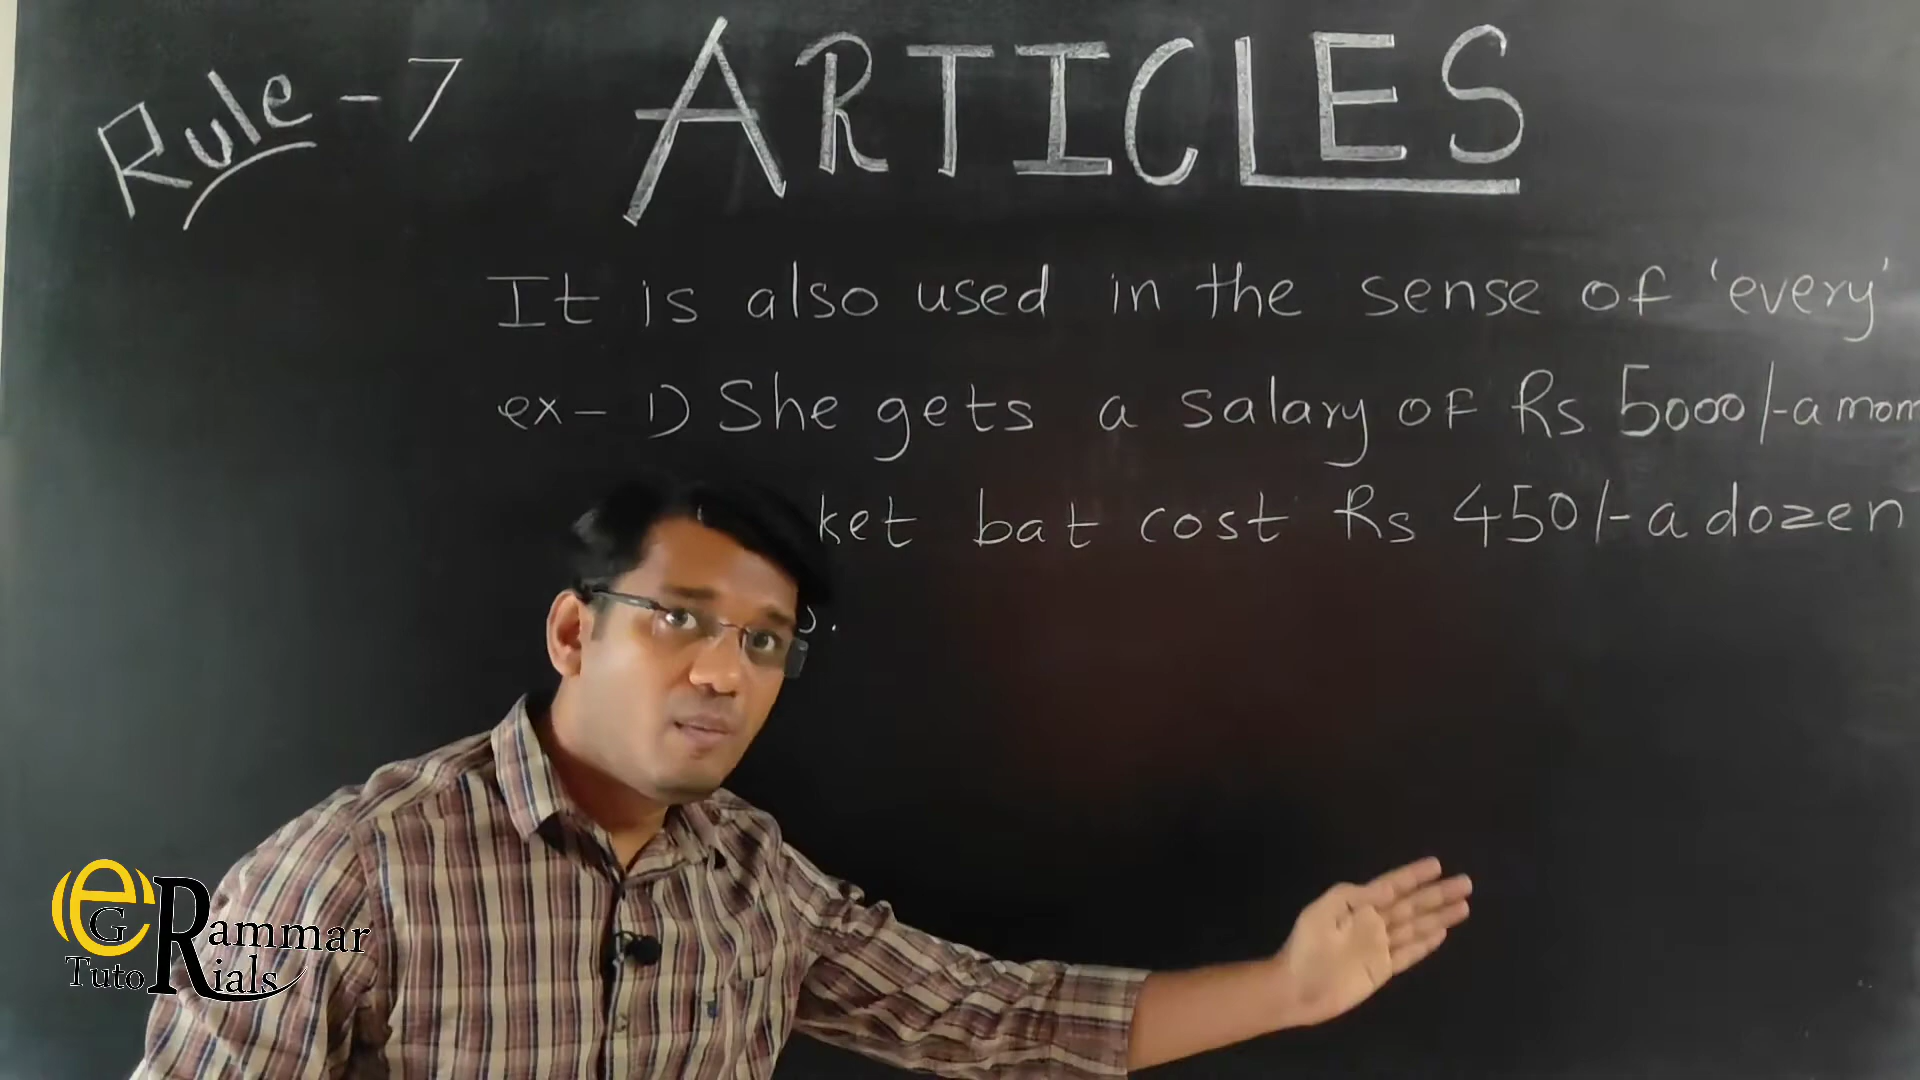 Rule - 7
ARTICLES
It is also used in the sense of 'every'
ex- 1) She gets a salary of Rs 5000/- a mon
ket bat cost Rs 450/- a dozen
s.
eGRammar
TutoRials